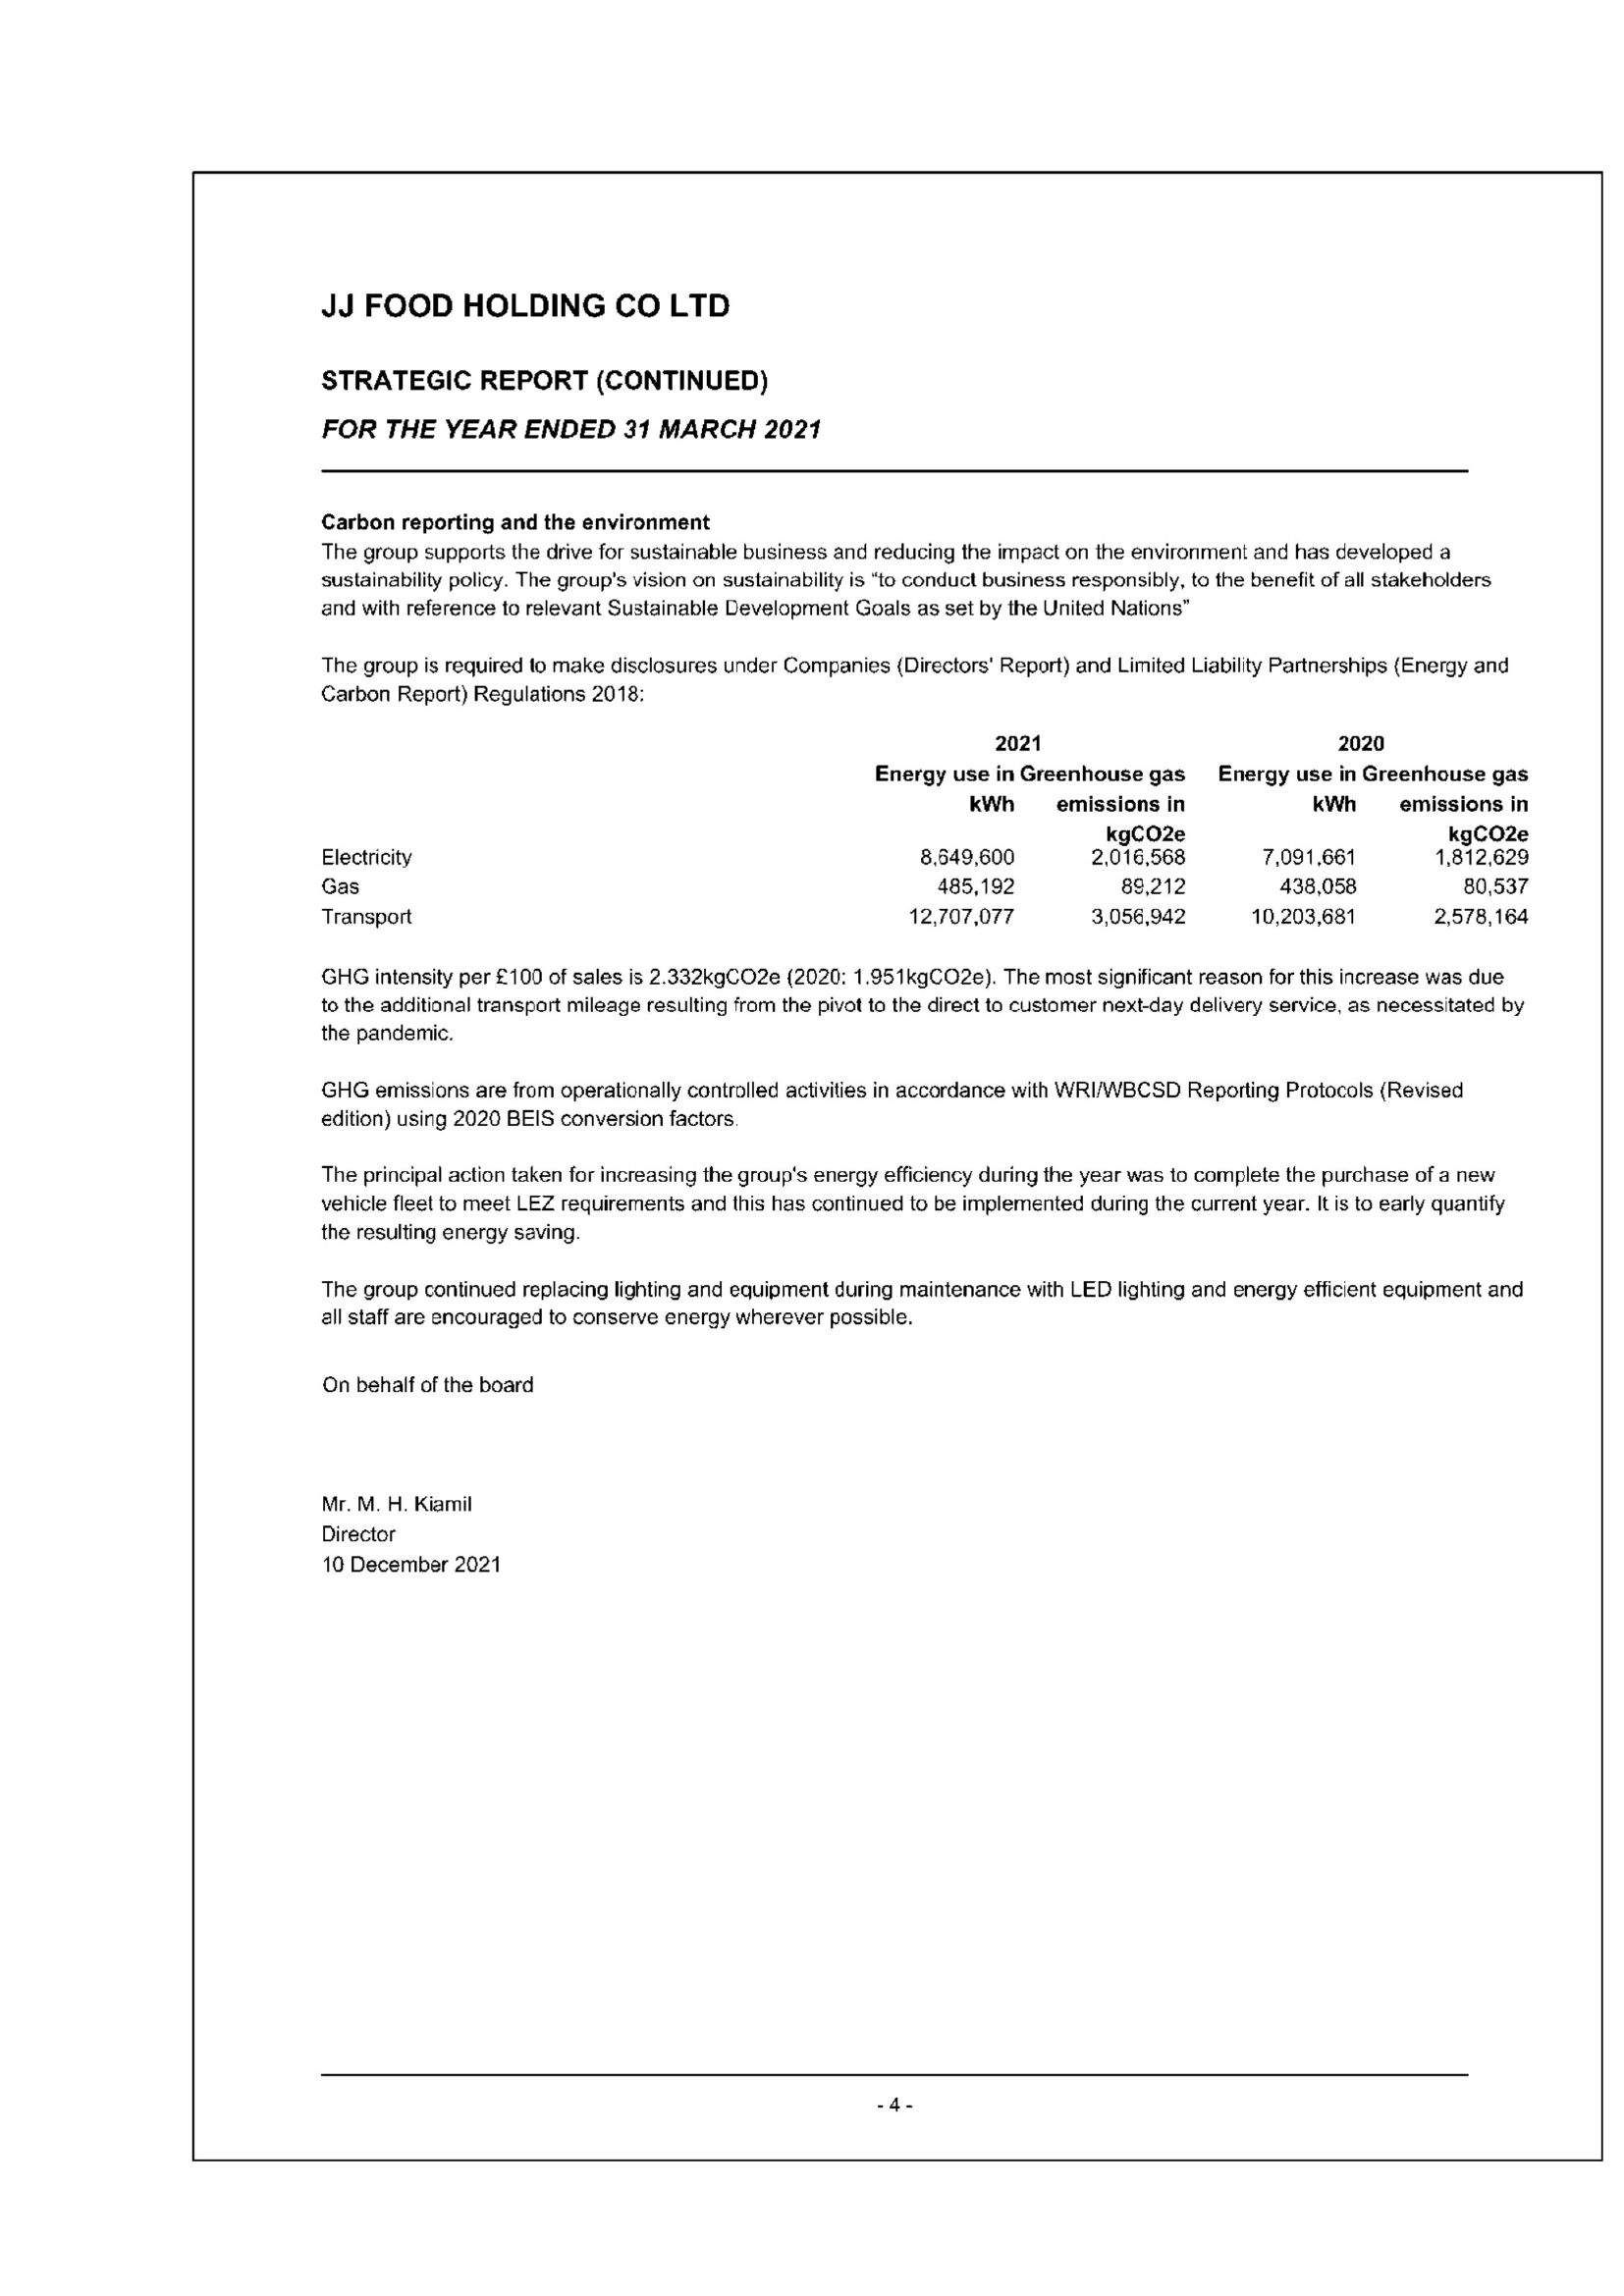 JJ FOOD HOLDING CO LTD
STRATEGIC REPORT (CONTINUED)
FOR THE YEAR ENDED 31 MARCH 2021
Carbon reporting and the environment
The group supports the drive for sustainable business and reducing the impact on the environment and has developed a
sustainability policy. The group's vision on sustainability is “to conduct business responsibly, to the benefit of all stakeholders
and with reference to relevant Sustainable Development Goals as set by the United Nations”
The group is required to make disclosures under Companies (Directors' Report) and Limited Liability Partnerships (Energy and
Carbon Report) Regulations 2018:
2021 2020
Energy use in Greenhouse gas Energy use in Greenhouse gas
kWh emissions in kWh emissions in
kgCO2e kgCO2e
Electricity 8,649,600 2,016,568 7,091,661 1,812,629
Gas 485,192 89,212 438,058 80,537
Transport 12,707,077 3,056,942 10,203,681 2,578,164
GHG intensity per £100 of sales is 2.332kgCO2e (2020: 1.951kgCO2e). The most significant reason for this increase was due
to the additional transport mileage resulting from the pivot to the direct to customer next-day delivery service, as necessitated by
the pandemic.
GHG emissions are from operationally controlled activities in accordance with WRI/WBCSD Reporting Protocols (Revised
edition) using 2020 BEIS conversion factors.
The principal action taken for increasing the group's energy efficiency during the year was to complete the purchase of a new
vehicle fleet to meet LEZ requirements and this has continued to be implemented during the current year. It is to early quantify
the resulting energy saving.
The group continued replacing lighting and equipment during maintenance with LED lighting and energy efficient equipment and
all staff are encouraged to conserve energy wherever possible.
On behalf of the board
Mr. M. H. Kiamil
Director
10 December 2021
- 4 -